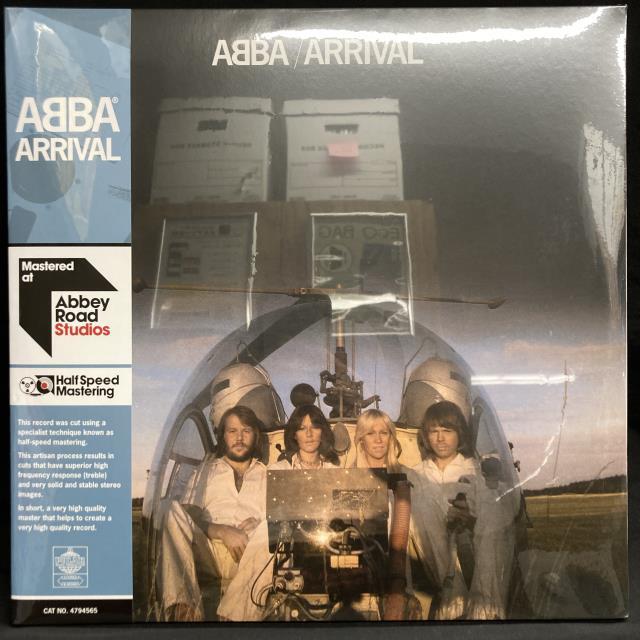 ABBA/ARRIVAL
ABBA®
ARRIVAL
Mastered
at
Abbey
Road
Studios
Half Speed
Mastering
This record was cut using a
specialist technique known as
half-speed mastering.
This artisan process results in
cuts that have superior high
frequency response (treble)
and very solid and stable stereo
images.
In short, a very high quality
master that helps to create a
very high quality record.
CAT NO. 4794565